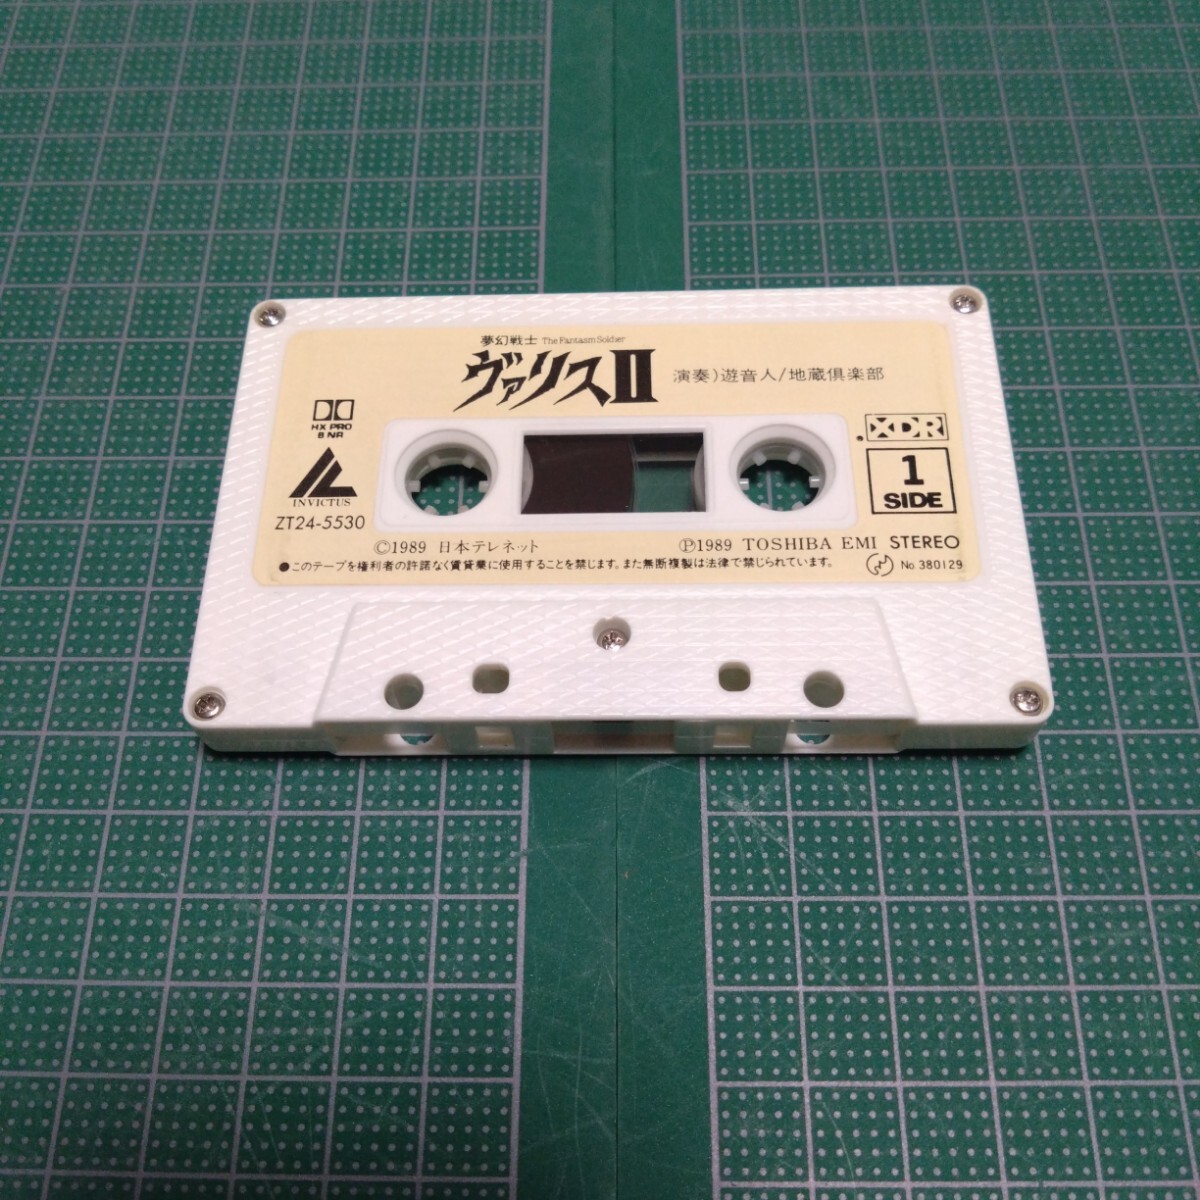 夢幻戦士 The Fantasm Soldier
ヴァリスII
演奏)遊音人/地蔵倶楽部
HX PRO
B NR
XDR
INVICTUS
1
SIDE
ZT24-5530
©1989 日本テレネット
℗1989 TOSHIBA EMI STEREO
●このテープを権利者の許諾なく賃貸業に使用することを禁じます。また無断複製は法律で禁じられています。
No 380129